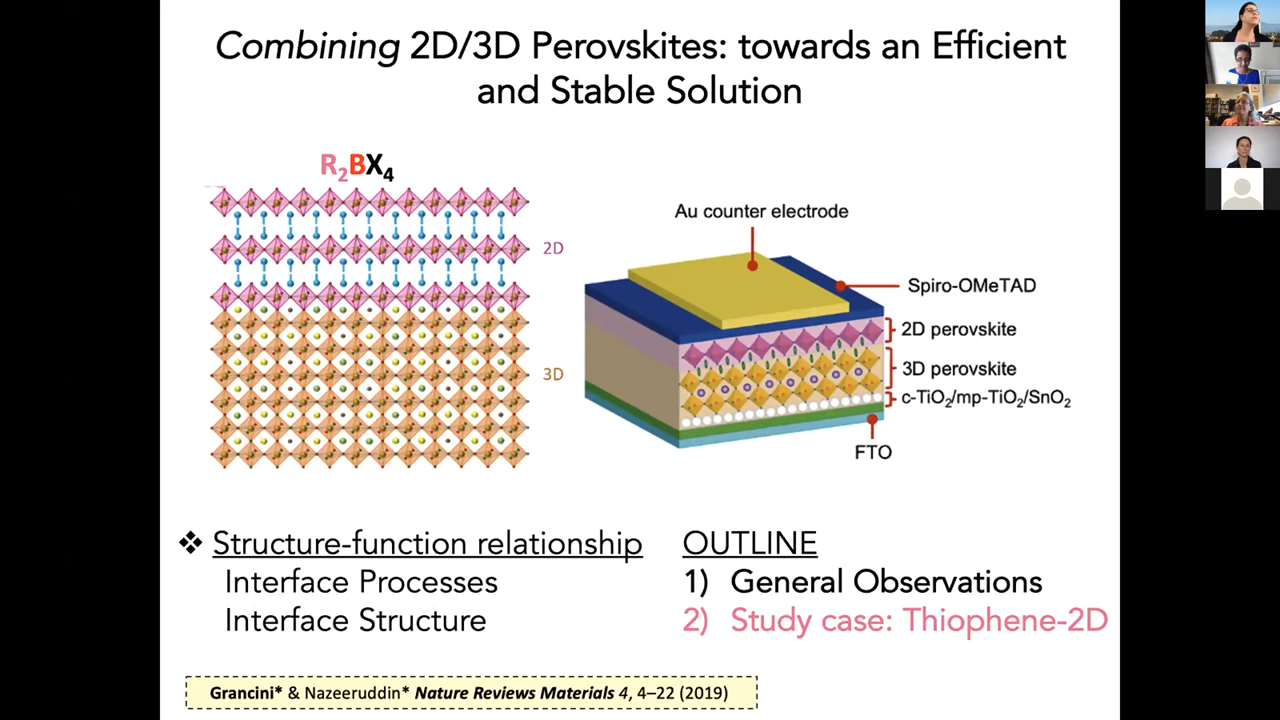 Combining 2D/3D Perovskites: towards an Efficient
and Stable Solution
R₂BX₄
2D
3D
Au counter electrode
Spiro-OMeTAD
2D perovskite
3D perovskite
c-TiO₂/mp-TiO₂/SnO₂
FTO
❖ Structure-function relationship
Interface Processes
Interface Structure
OUTLINE
1) General Observations
2) Study case: Thiophene-2D
Grancini* & Nazeeruddin* Nature Reviews Materials 4, 4–22 (2019)